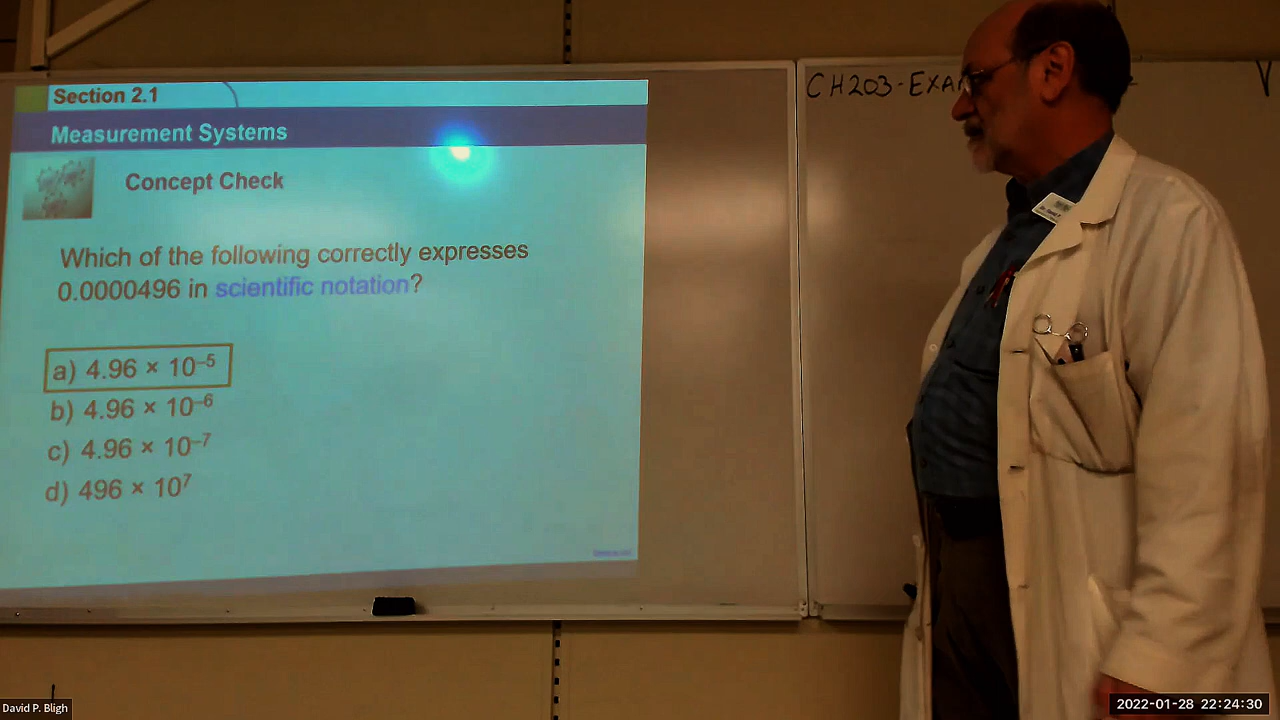 Section 2.1
Measurement Systems
Concept Check
Which of the following correctly expresses
0.0000496 in scientific notation?
a) 4.96 × 10⁻⁵
b) 4.96 × 10⁻⁶
c) 4.96 × 10⁻⁷
d) 496 × 10⁷
CH203-EXA
David P. Bligh
2022-01-28 22:24:30